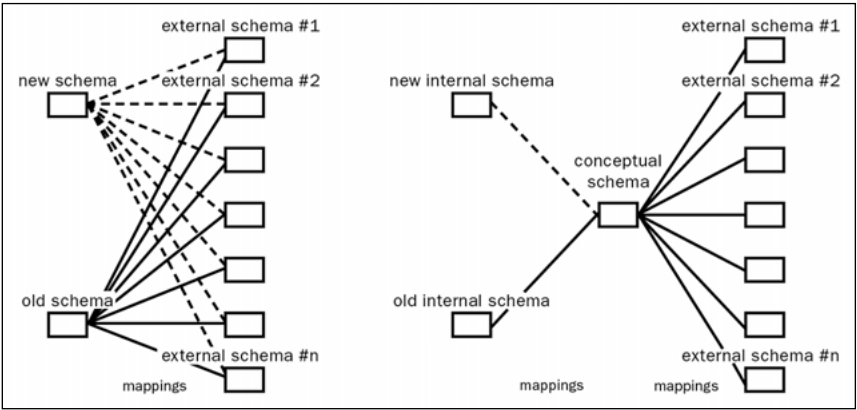 external schema #1
new schema
external schema #2
old schema
external schema #n
mappings
external schema #1
new internal schema
external schema #2
conceptual
schema
old internal schema
external schema #n
mappings
mappings